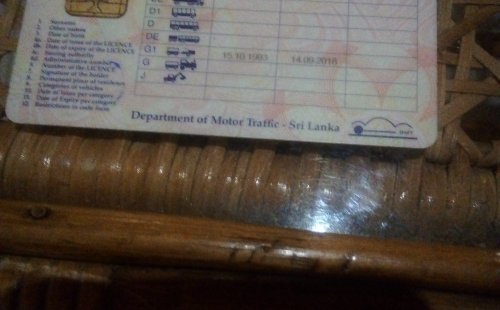 D1
D
DE
G1
G
J
15.10.1993 14.09.2016
1. Surname
2. Other names
3. Date of birth
4a. Date of issue of the LICENCE
4b. Date of expiry of the LICENCE
4c. Issuing authority
4d. Administrative number
5. Number of the LICENCE
7. Signature of the holder
8. Permanent place of residence
9. Categories of vehicles
10. Date of Issue per category
11. Date of Expiry per category
12. Restrictions in code form
Department of Motor Traffic - Sri Lanka
DMT